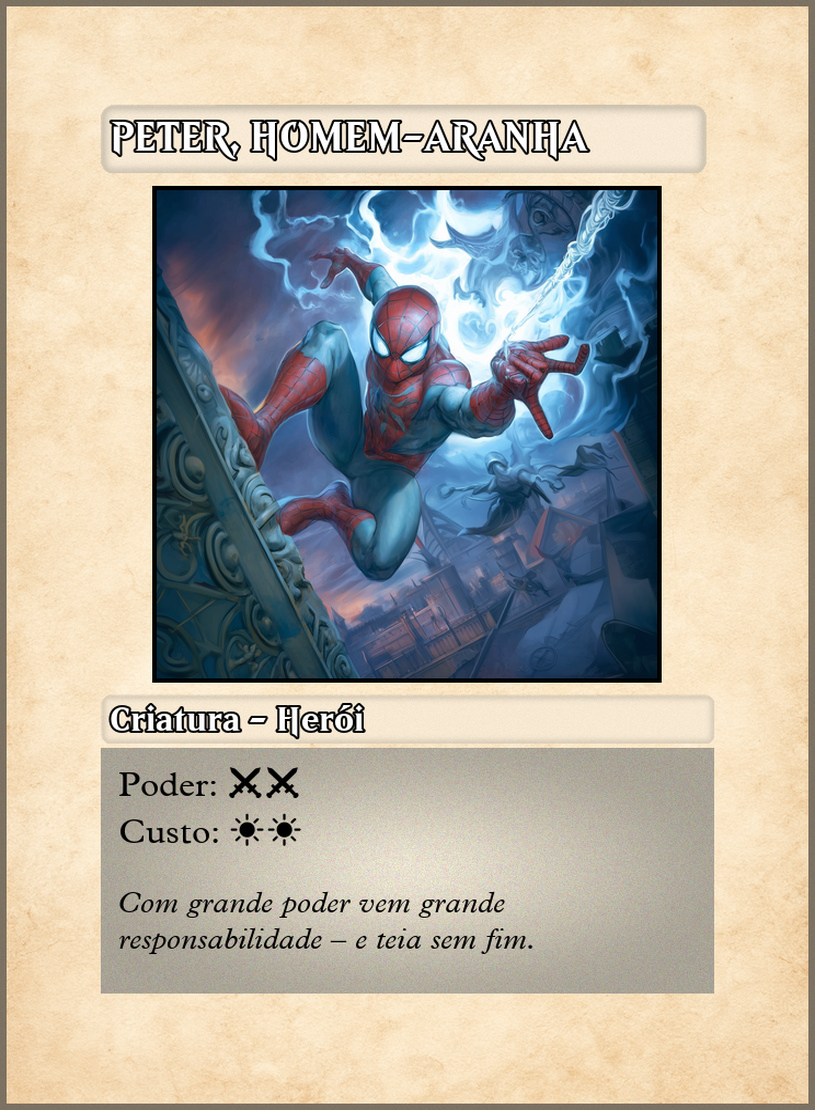 PETER, HOMEM-ARANHA
Criatura - Herói
Poder: ⚔⚔
Custo: ☀☀
Com grande poder vem grande
responsabilidade – e teia sem fim.